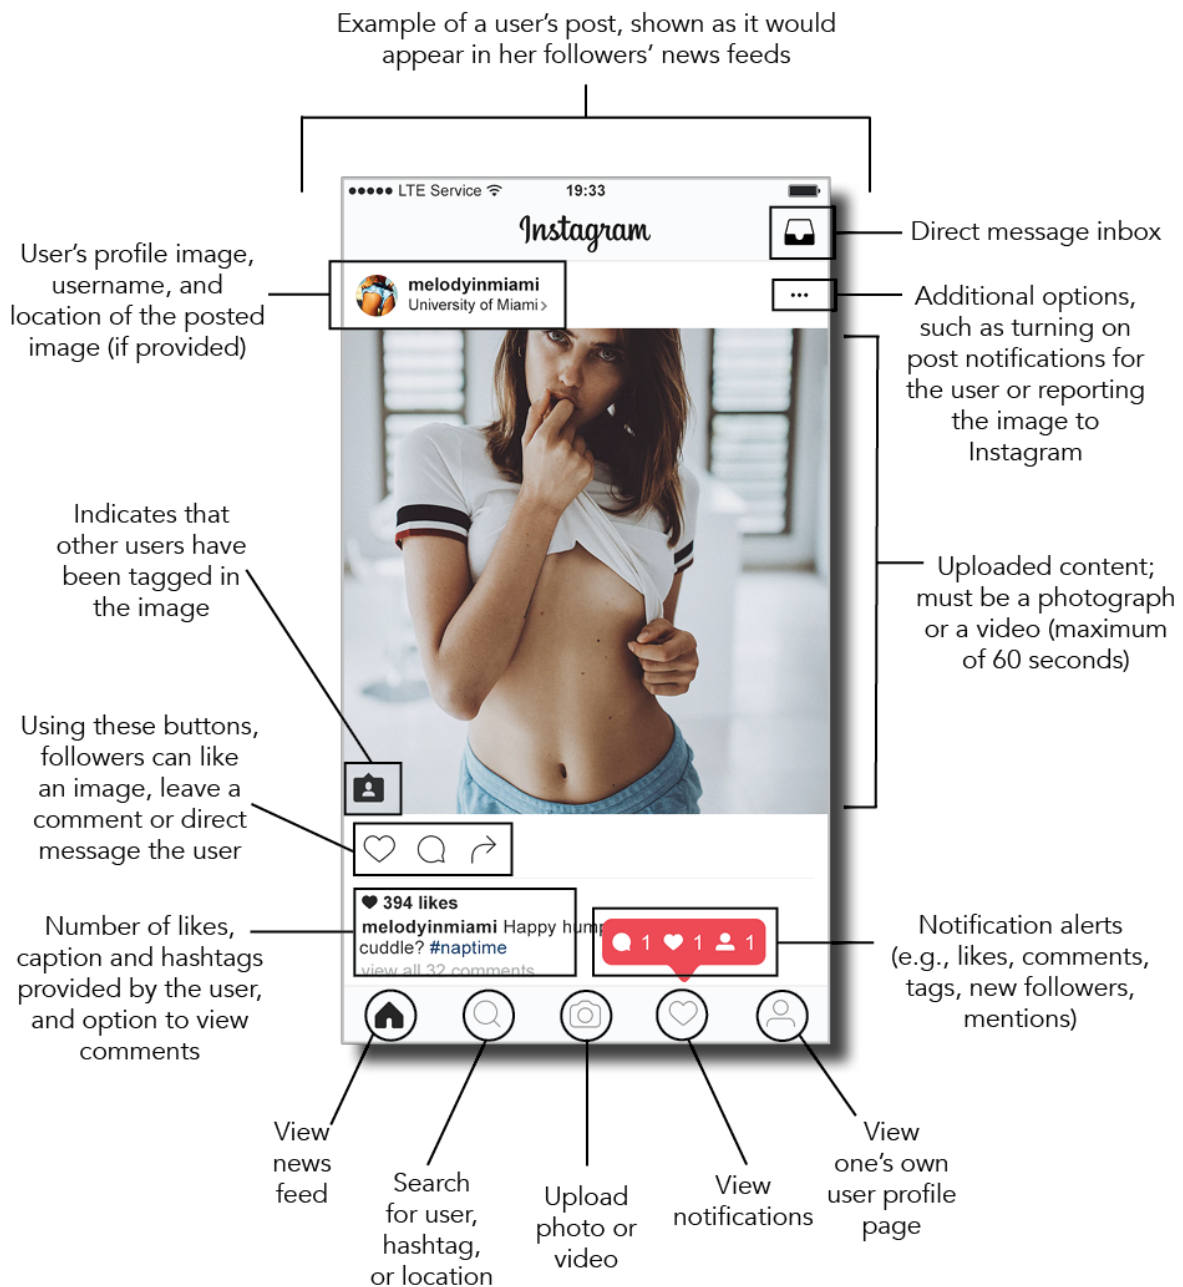 Example of a user's post, shown as it would
appear in her followers' news feeds
LTE Service
19:33
Instagram
Direct message inbox
User's profile image,
username, and
location of the posted
image (if provided)
melodyinmiami
University of Miami
Additional options,
such as turning on
post notifications for
the user or reporting
the image to
Instagram
Indicates that
other users have
been tagged in
the image
Uploaded content;
must be a photograph
or a video (maximum
of 60 seconds)
Using these buttons,
followers can like
an image, leave a
comment or direct
message the user
Number of likes,
caption and hashtags
provided by the user,
and option to view
comments
394 likes
melodyinmiami Happy hump
cuddle? #naptime
view all 32 comments
1 1 1
Notification alerts
(e.g., likes, comments,
tags, new followers,
mentions)
View
news
feed
Search
for user,
hashtag,
or location
Upload
photo or
video
View
notifications
View
one's own
user profile
page